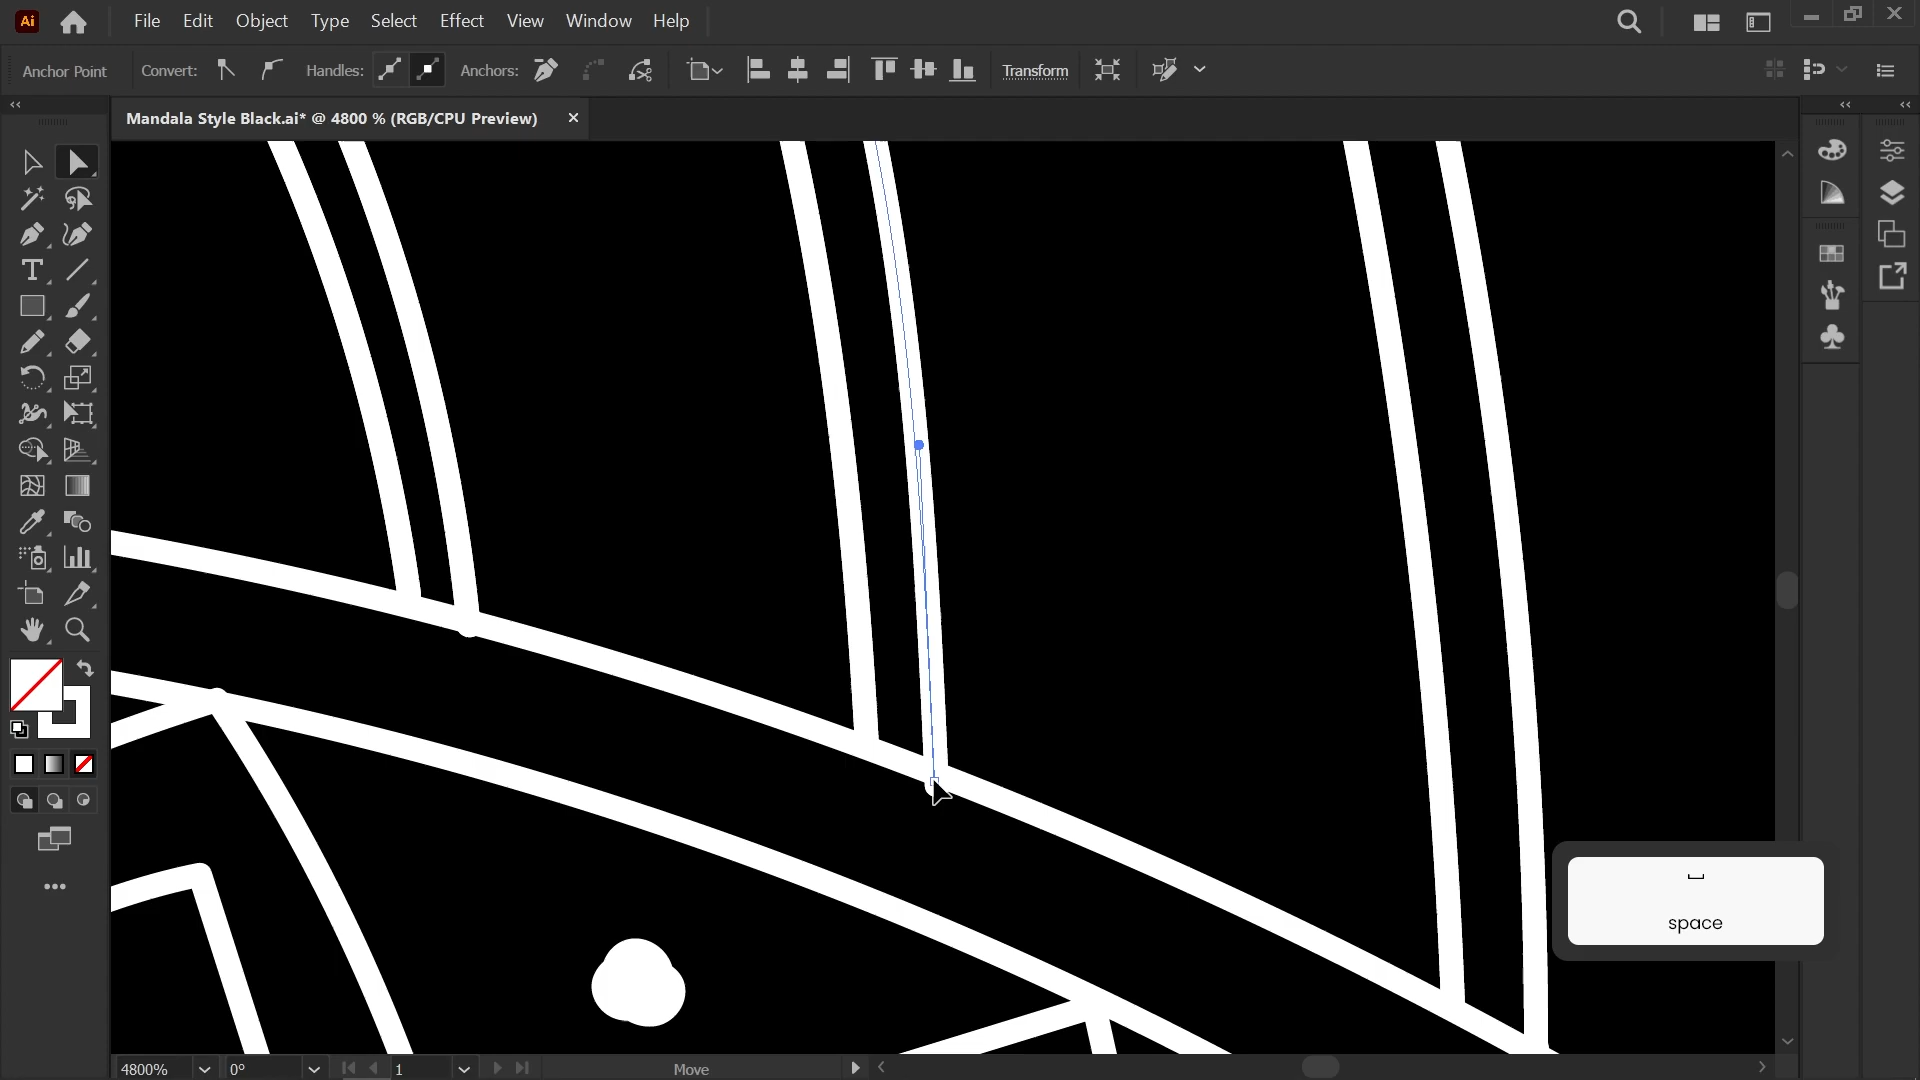 Ai File Edit Object Type Select Effect View Window Help
Anchor Point Convert: Handles: Anchors: Transform
Mandala Style Black.ai* @ 4800 % (RGB/CPU Preview)
space
4800% 0° 1 Move